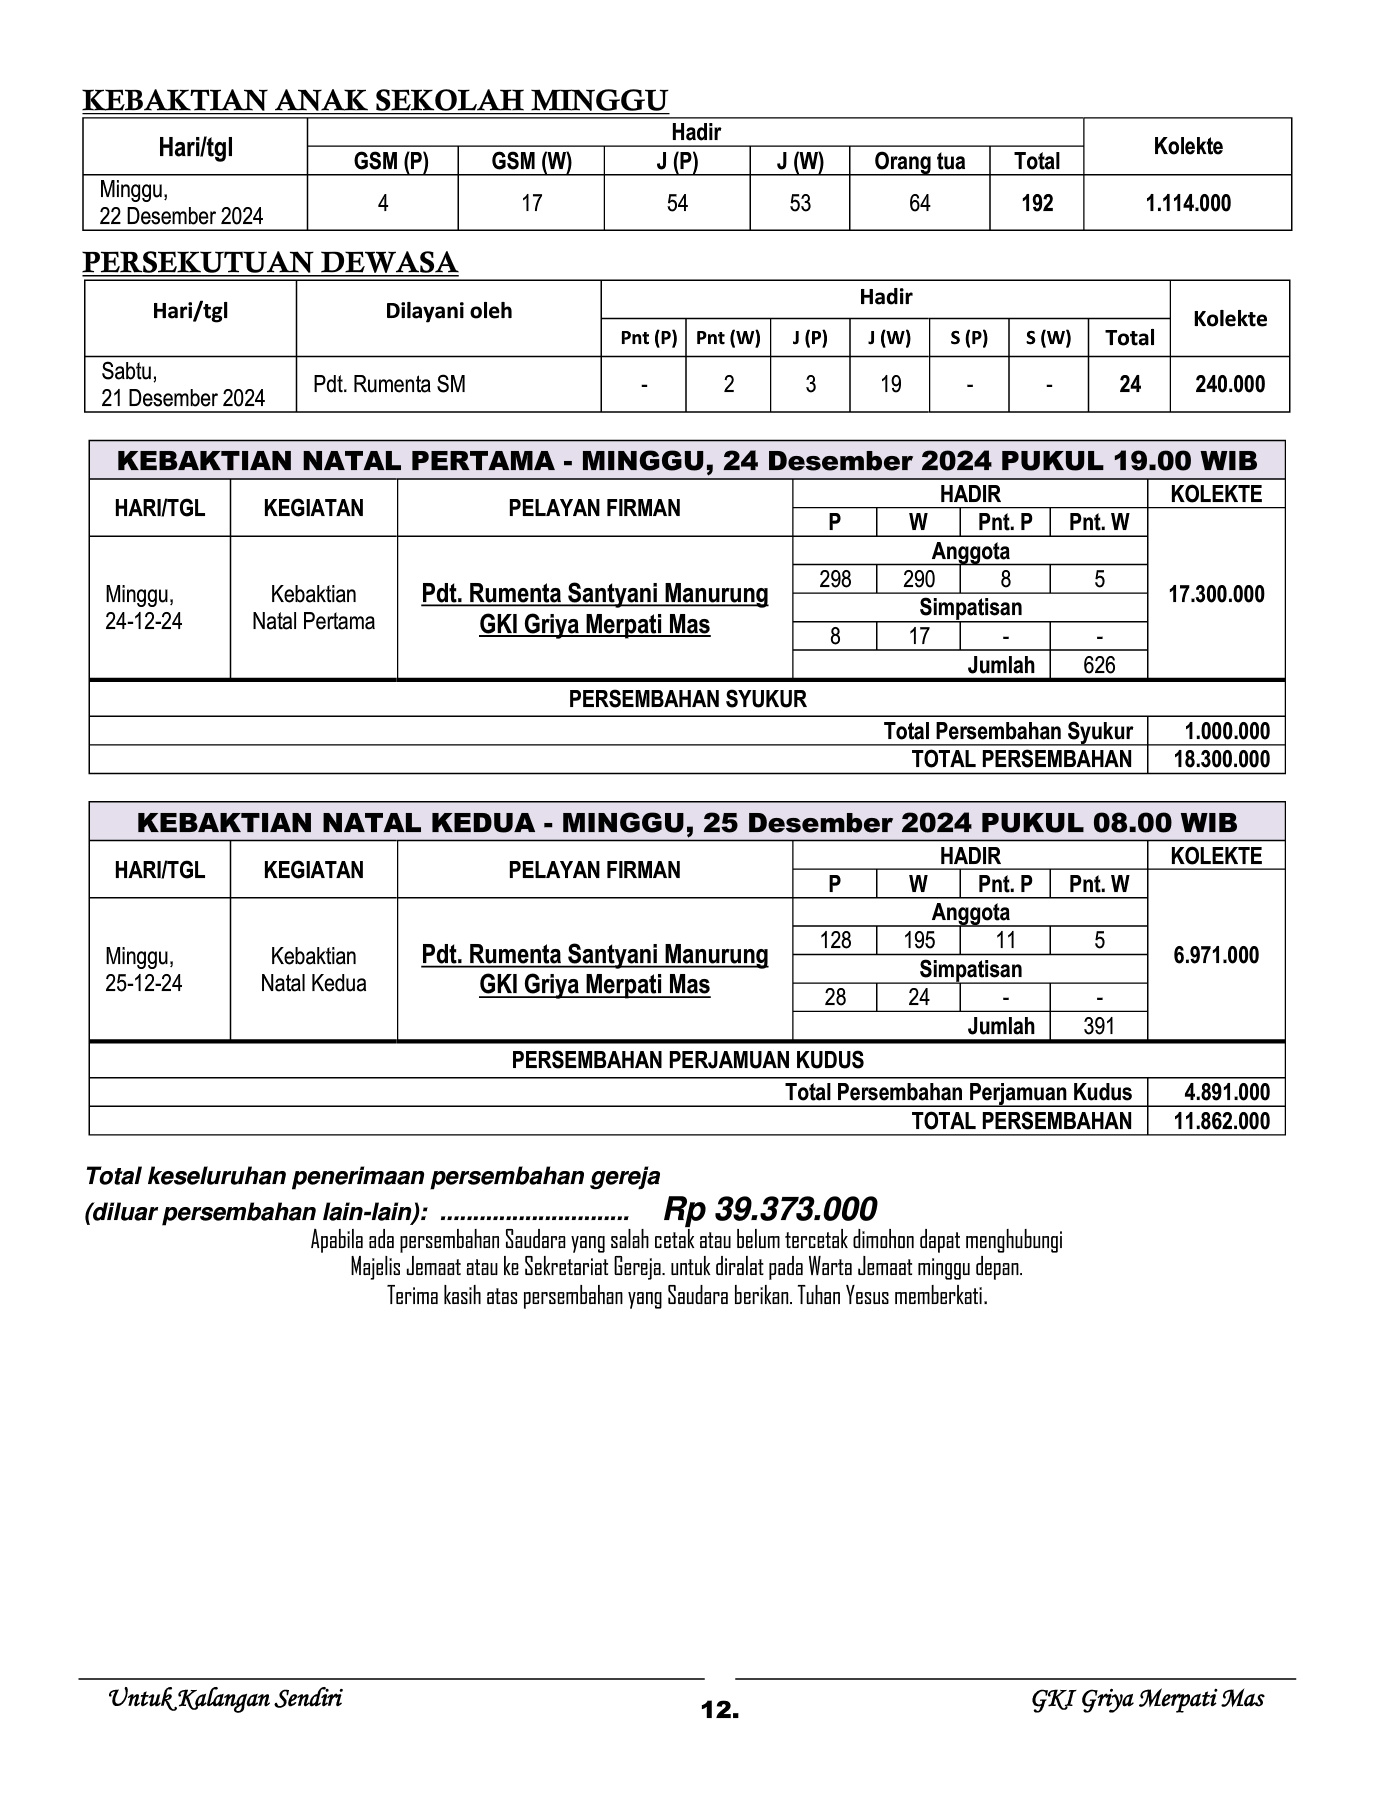 KEBAKTIAN ANAK SEKOLAH MINGGU
Hari/tgl Hadir Kolekte
GSM (P) GSM (W) J (P) J (W) Orang tua Total
Minggu,
22 Desember 2024 4 17 54 53 64 192 1.114.000
PERSEKUTUAN DEWASA
Hari/tgl Dilayani oleh Hadir Kolekte
Pnt (P) Pnt (W) J (P) J (W) S (P) S (W) Total
Sabtu,
21 Desember 2024 Pdt. Rumenta SM - 2 3 19 - - 24 240.000
KEBAKTIAN NATAL PERTAMA - MINGGU, 24 Desember 2024 PUKUL 19.00 WIB
HARI/TGL KEGIATAN PELAYAN FIRMAN HADIR KOLEKTE
P W Pnt. P Pnt. W
Anggota
298 290 8 5
Minggu,
24-12-24
Kebaktian
Natal Pertama
Pdt. Rumenta Santyani Manurung
GKI Griya Merpati Mas
17.300.000
Simpatisan
8 17 - -
Jumlah 626
PERSEMBAHAN SYUKUR
Total Persembahan Syukur 1.000.000
TOTAL PERSEMBAHAN 18.300.000
KEBAKTIAN NATAL KEDUA - MINGGU, 25 Desember 2024 PUKUL 08.00 WIB
HARI/TGL KEGIATAN PELAYAN FIRMAN HADIR KOLEKTE
P W Pnt. P Pnt. W
Anggota
128 195 11 5
Minggu,
25-12-24
Kebaktian
Natal Kedua
Pdt. Rumenta Santyani Manurung
GKI Griya Merpati Mas
6.971.000
Simpatisan
28 24 - -
Jumlah 391
PERSEMBAHAN PERJAMUAN KUDUS
Total Persembahan Perjamuan Kudus 4.891.000
TOTAL PERSEMBAHAN 11.862.000
Total keseluruhan penerimaan persembahan gereja
(diluar persembahan lain-lain): ............................. Rp 39.373.000
Apabila ada persembahan Saudara yang salah cetak atau belum tercetak dimohon dapat menghubungi
Majelis Jemaat atau ke Sekretariat Gereja. untuk diralat pada Warta Jemaat minggu depan.
Terima kasih atas persembahan yang Saudara berikan. Tuhan Yesus memberkati.
Untuk Kalangan Sendiri 12. GKI Griya Merpati Mas